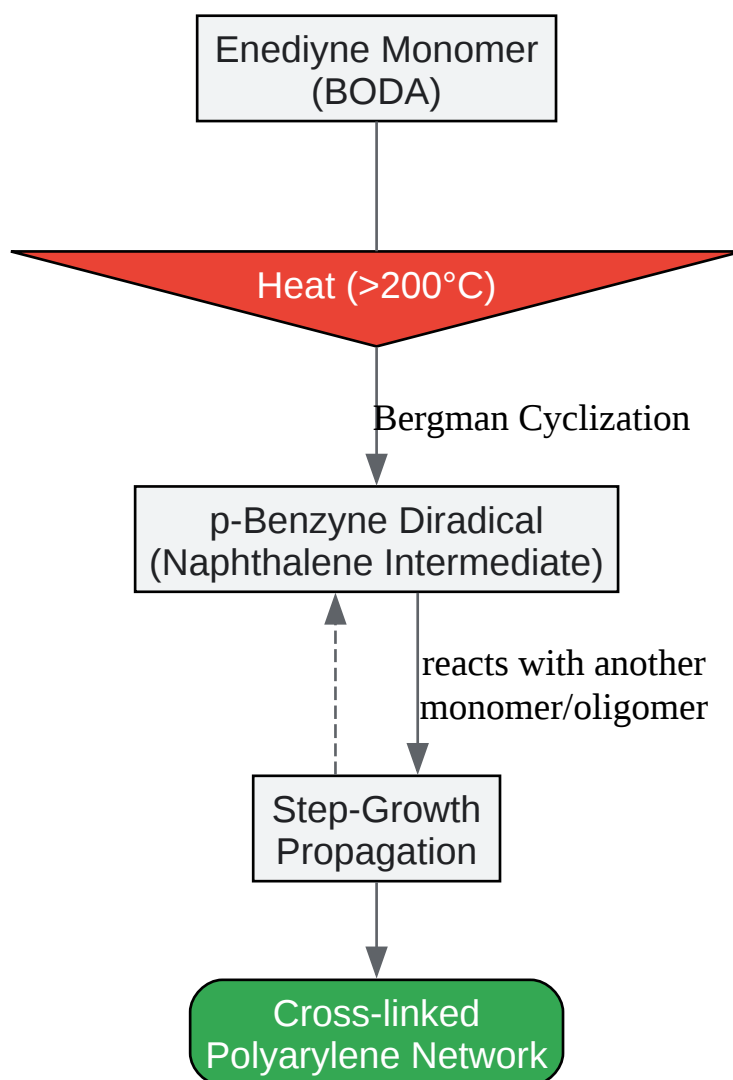 Enediyne Monomer
(BODA)
Heat (>200°C)
Bergman Cyclization
p-Benzyne Diradical
(Naphthalene Intermediate)
reacts with another
monomer/oligomer
Step-Growth
Propagation
Cross-linked
Polyarylene Network